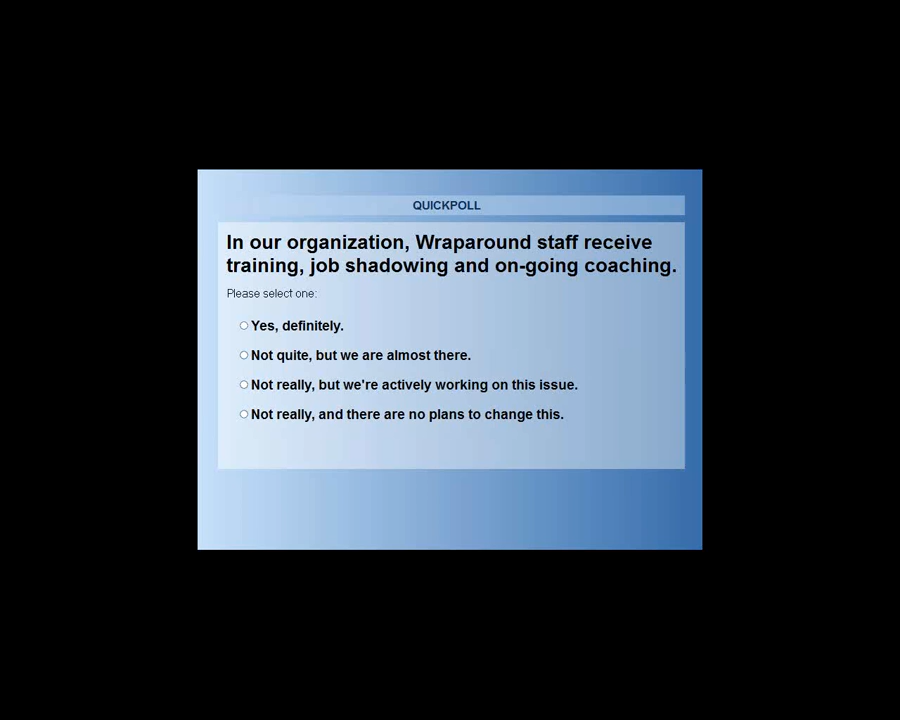 QUICKPOLL
In our organization, Wraparound staff receive
training, job shadowing and on-going coaching.
Please select one:
Yes, definitely.
Not quite, but we are almost there.
Not really, but we're actively working on this issue.
Not really, and there are no plans to change this.